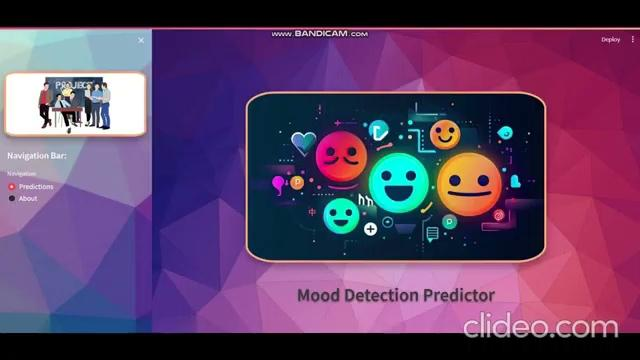 www.BANDICAM.com
Deploy
PROJECT
Navigation Bar:
Navigation
Predictions
About
Mood Detection Predictor
clideo.com